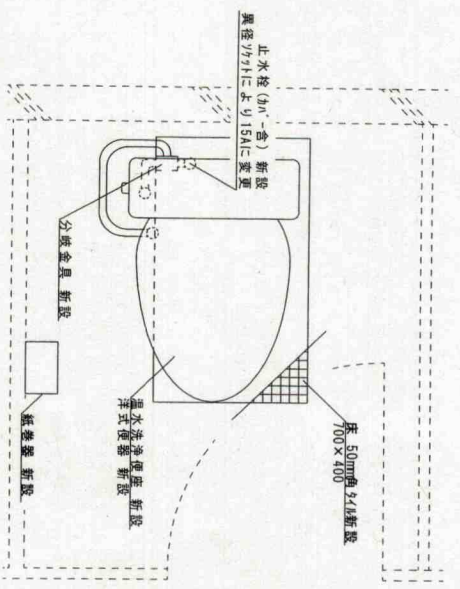 止水栓（ｶﾊﾞｰ含）新設
異径ｿｹｯﾄにより15Aに変更
分岐金具 新設
床 50mm角ﾀｲﾙ新設
700×400
温水洗浄便座 新設
洋式便器 新設
紙巻器 新設